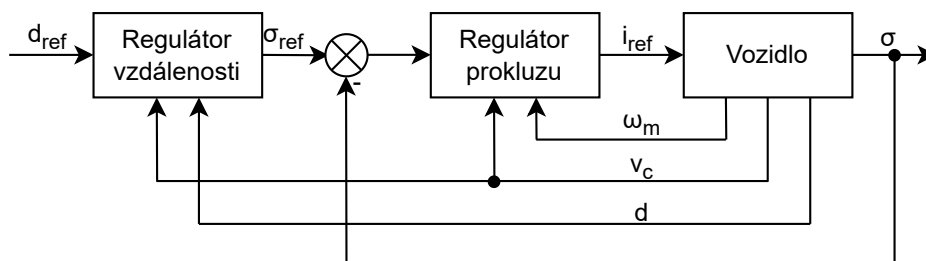 d_ref
Regulátor
vzdálenosti
σ_ref
-
Regulátor
prokluzu
i_ref
Vozidlo
σ
ω_m
v_c
d